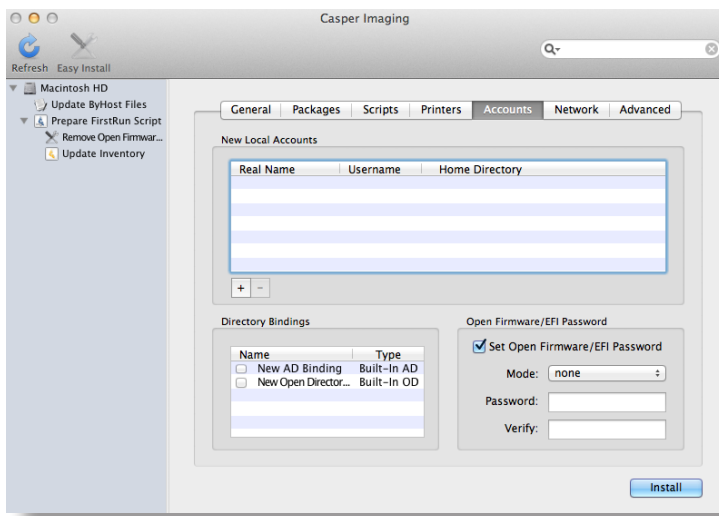 Casper Imaging
Refresh Easy Install
Macintosh HD
Update ByHost Files
Prepare FirstRun Script
Remove Open Firmwar...
Update Inventory
General Packages Scripts Printers Accounts Network Advanced
New Local Accounts
Real Name Username Home Directory
+ −
Directory Bindings
Name Type
New AD Binding Built-In AD
New Open Director... Built-In OD
Open Firmware/EFI Password
Set Open Firmware/EFI Password
Mode: none
Password:
Verify:
Install